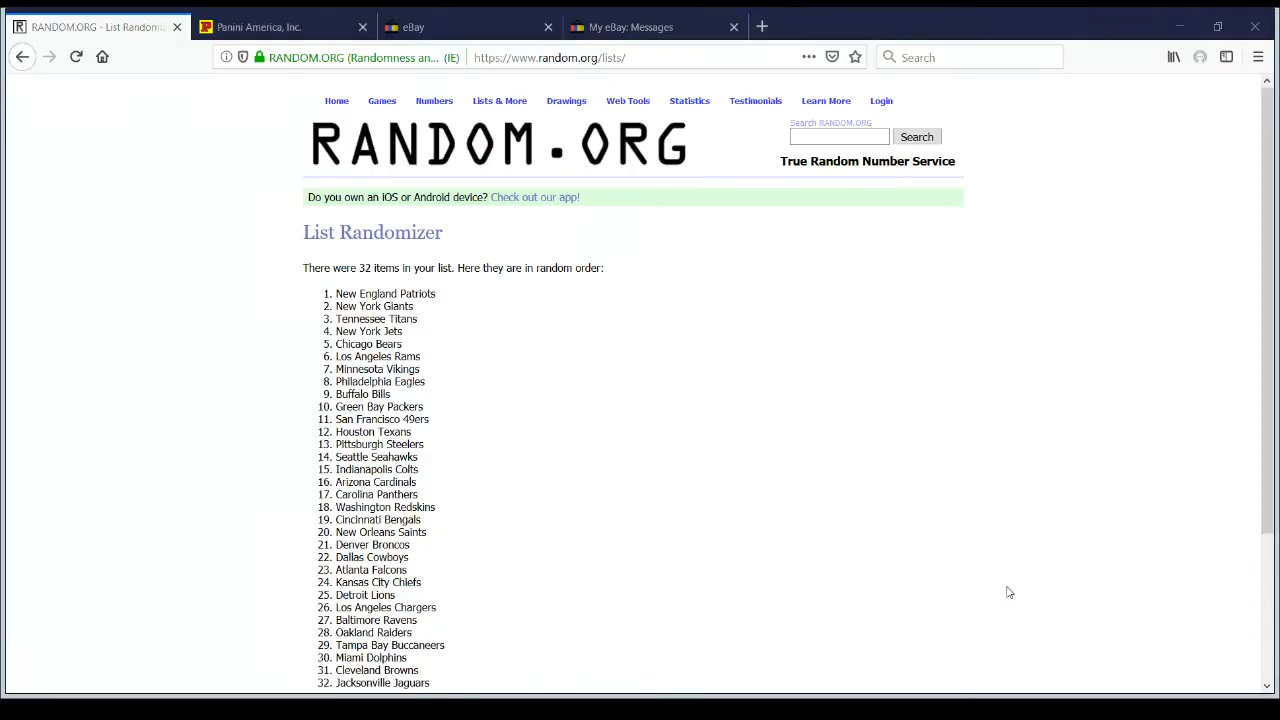 RANDOM.ORG - List Randomiz
Panini America, Inc.
eBay
My eBay: Messages
RANDOM.ORG (Randomness an... (IE)
https://www.random.org/lists/
Search
Home Games Numbers Lists & More Drawings Web Tools Statistics Testimonials Learn More Login
RANDOM.ORG
Search RANDOM.ORG
Search
True Random Number Service
Do you own an iOS or Android device? Check out our app!
List Randomizer
There were 32 items in your list. Here they are in random order:
1. New England Patriots
2. New York Giants
3. Tennessee Titans
4. New York Jets
5. Chicago Bears
6. Los Angeles Rams
7. Minnesota Vikings
8. Philadelphia Eagles
9. Buffalo Bills
10. Green Bay Packers
11. San Francisco 49ers
12. Houston Texans
13. Pittsburgh Steelers
14. Seattle Seahawks
15. Indianapolis Colts
16. Arizona Cardinals
17. Carolina Panthers
18. Washington Redskins
19. Cincinnati Bengals
20. New Orleans Saints
21. Denver Broncos
22. Dallas Cowboys
23. Atlanta Falcons
24. Kansas City Chiefs
25. Detroit Lions
26. Los Angeles Chargers
27. Baltimore Ravens
28. Oakland Raiders
29. Tampa Bay Buccaneers
30. Miami Dolphins
31. Cleveland Browns
32. Jacksonville Jaguars